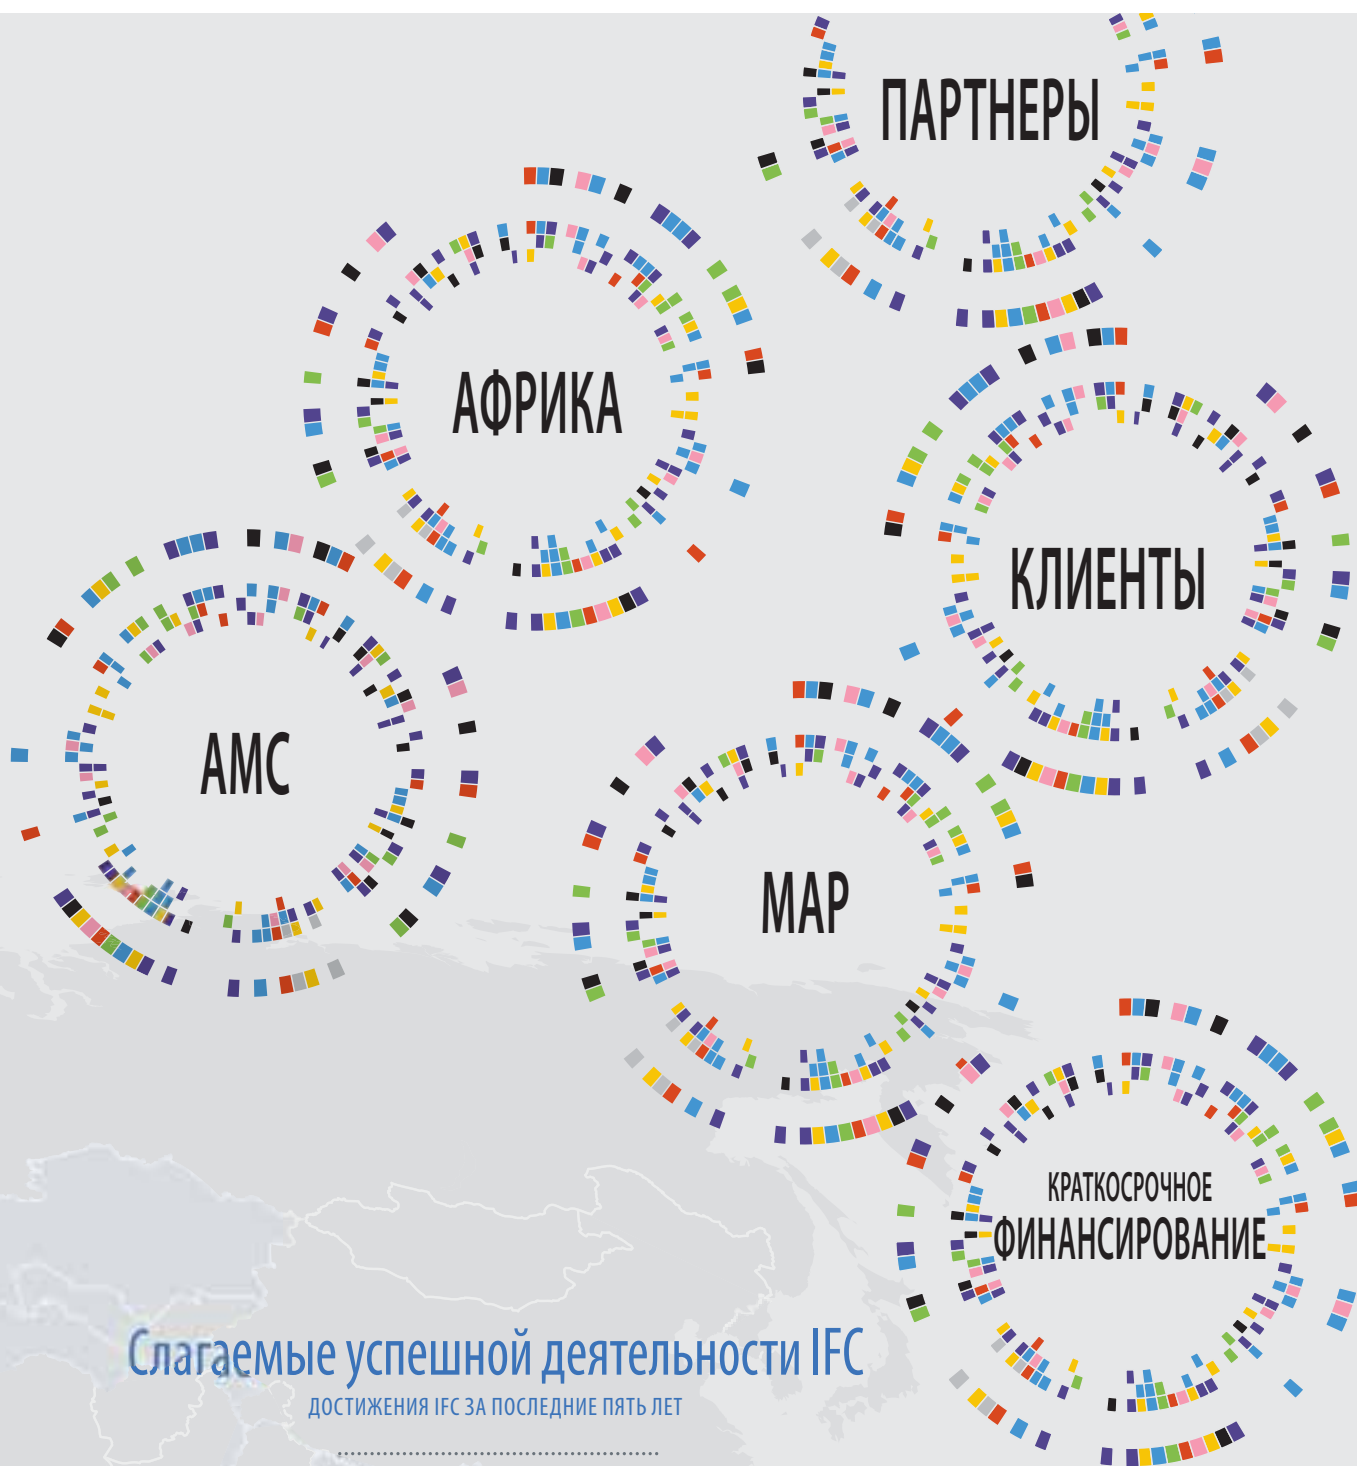 ПАРТНЕРЫ
АФРИКА
КЛИЕНТЫ
АМС
МАР
КРАТКОСРОЧНОЕ
ФИНАНСИРОВАНИЕ
Слагаемые успешной деятельности IFC
ДОСТИЖЕНИЯ IFC ЗА ПОСЛЕДНИЕ ПЯТЬ ЛЕТ